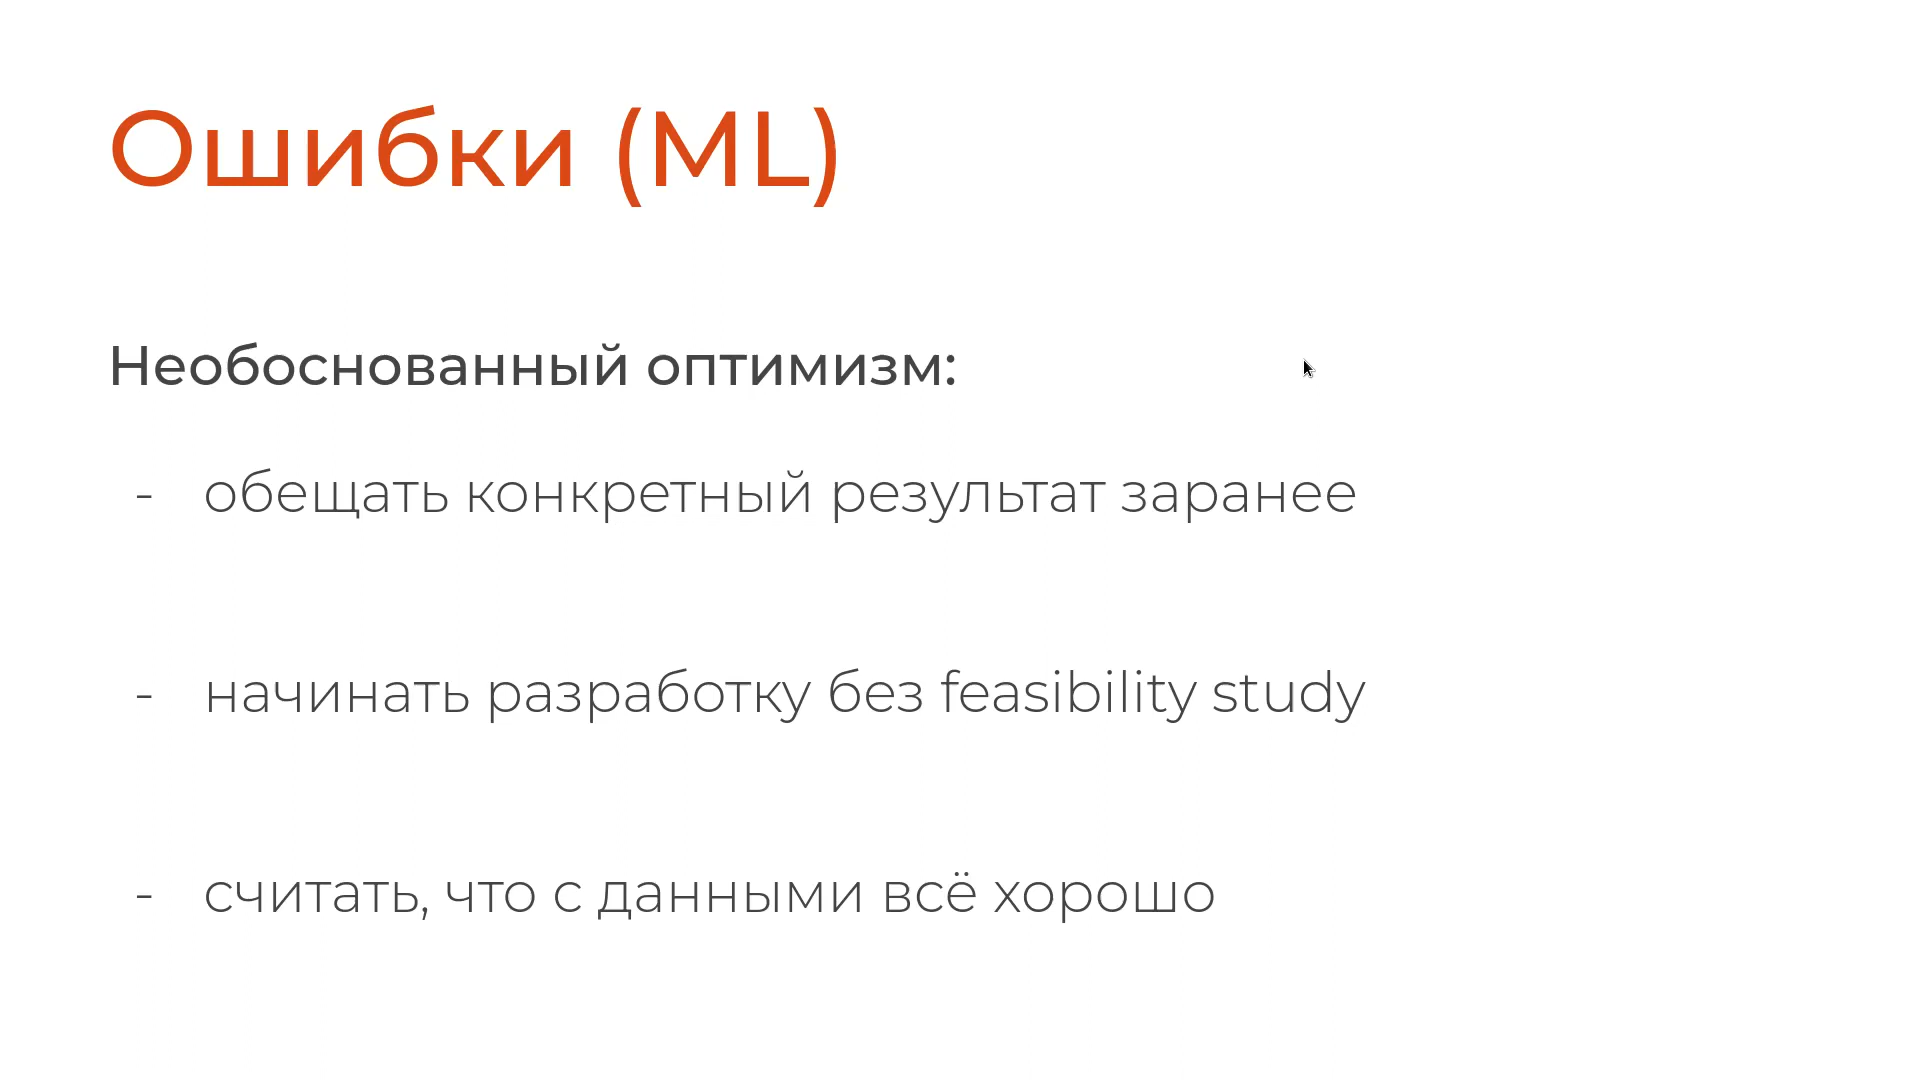 Ошибки (ML)
Необоснованный оптимизм:
- обещать конкретный результат заранее
- начинать разработку без feasibility study
- считать, что с данными всё хорошо